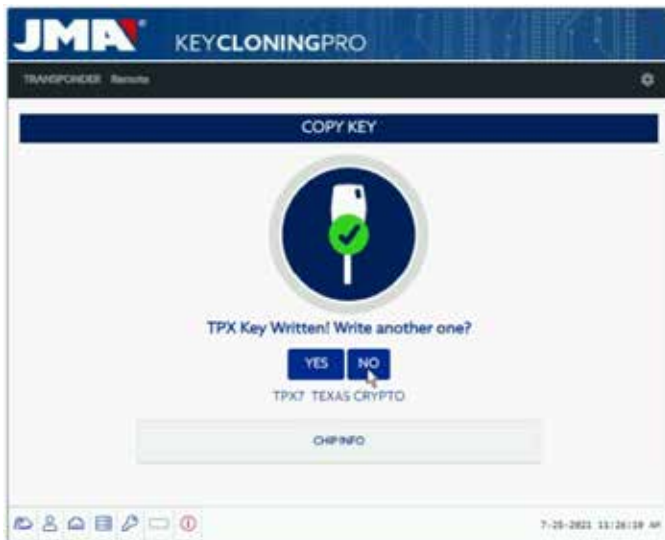 JMA
KEYCLONINGPRO
TRANSPONDER Remote
COPY KEY
TPX Key Written! Write another one?
YES NO
TPX7 TEXAS CRYPTO
CHIP INFO
7-25-2021 11:26:10 AM